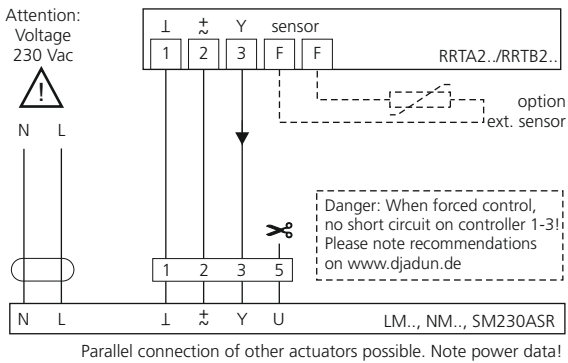 Attention:
Voltage
230 Vac
!
N L
⊥ ± ~ Y sensor
1 2 3 F F
RRTA2../RRTB2..
option
ext. sensor
Danger: When forced control,
no short circuit on controller 1-3!
Please note recommendations
on www.djadun.de
1 2 3 5
N L ⊥ ± ~ Y U LM.., NM.., SM230ASR
Parallel connection of other actuators possible. Note power data!